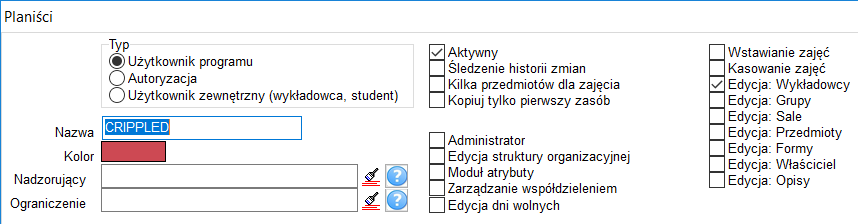 Planiści
Typ
Użytkownik programu
Autoryzacja
Użytkownik zewnętrzny (wykładowca, student)
Nazwa CRIPPLED
Kolor
Nadzorujący ?
Ograniczenie ?
Aktywny
Śledzenie historii zmian
Kilka przedmiotów dla zajęcia
Kopiuj tylko pierwszy zasób
Administrator
Edycja struktury organizacyjnej
Moduł atrybuty
Zarządzanie współdzieleniem
Edycja dni wolnych
Wstawianie zajęć
Kasowanie zajęć
Edycja: Wykładowcy
Edycja: Grupy
Edycja: Sale
Edycja: Przedmioty
Edycja: Formy
Edycja: Właściciel
Edycja: Opisy